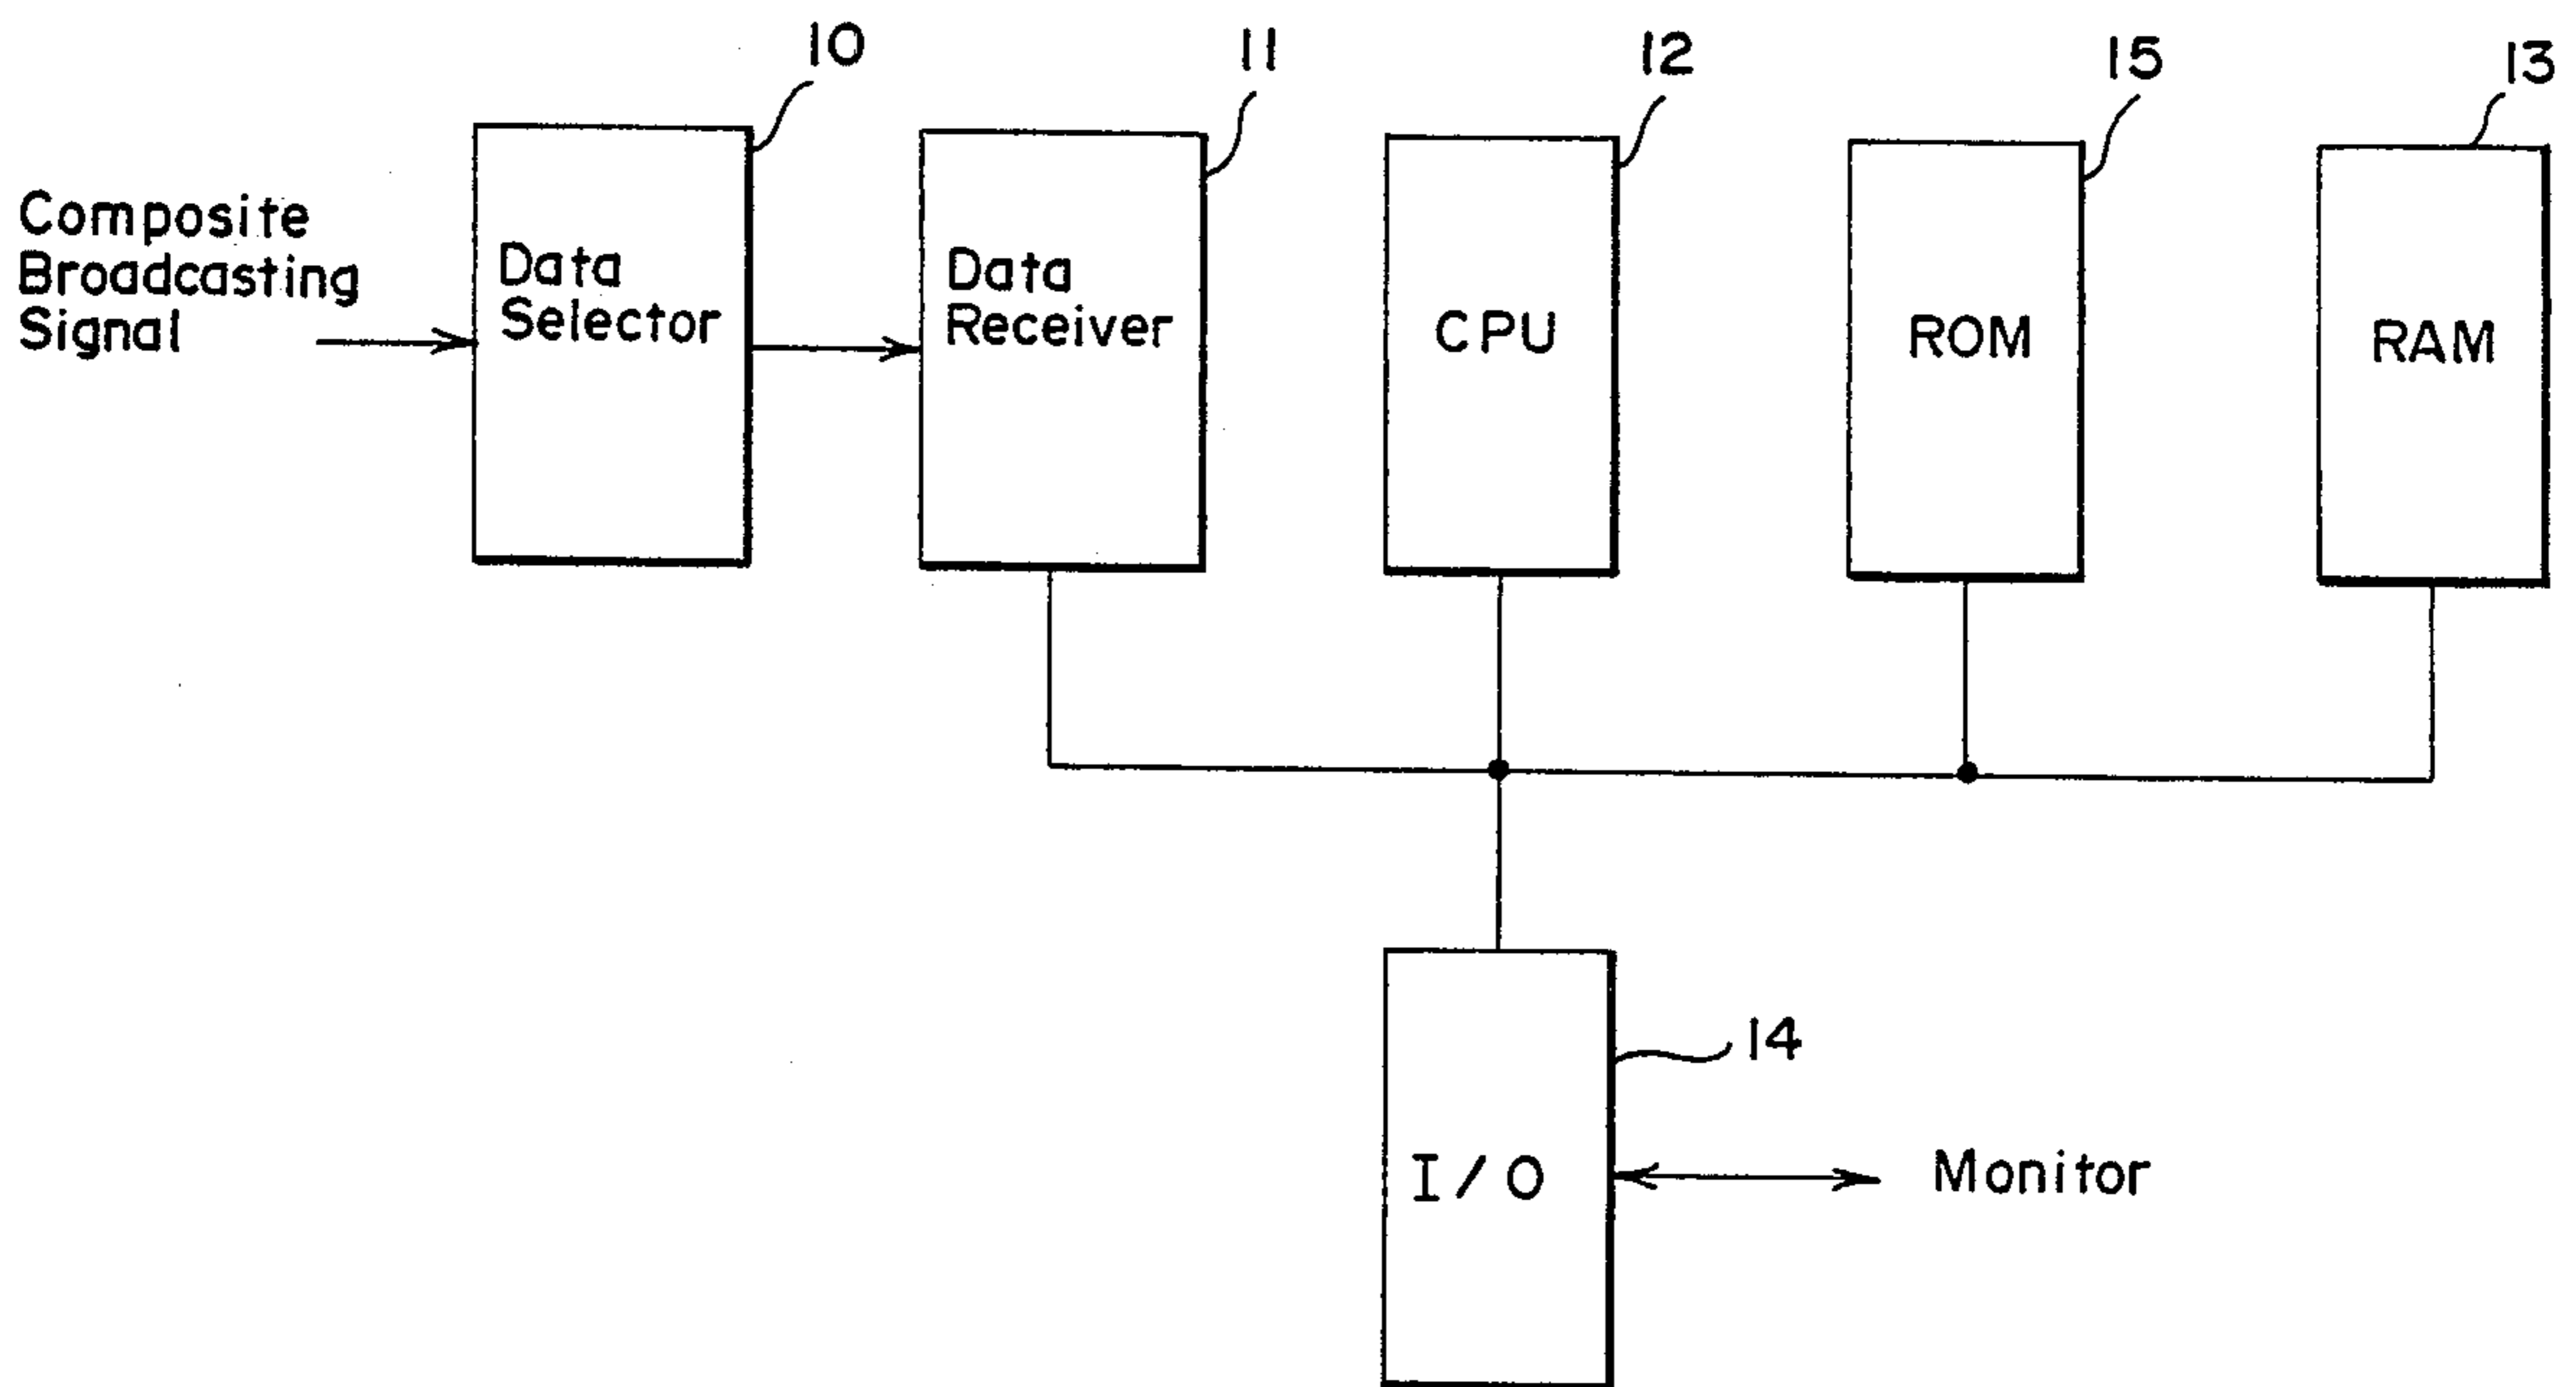 10
11
12
15
13
Composite
Broadcasting
Signal
Data
Selector
Data
Receiver
CPU
ROM
RAM
14
I/O
Monitor